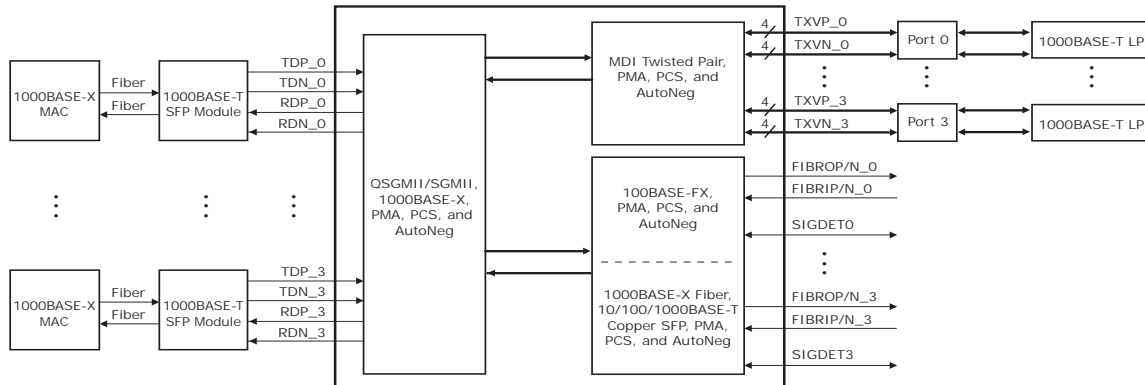 1000BASE-X
MAC
Fiber
Fiber
1000BASE-T
SFP Module
TDP_0
TDN_0
RDP_0
RDN_0
1000BASE-X
MAC
Fiber
Fiber
1000BASE-T
SFP Module
TDP_3
TDN_3
RDP_3
RDN_3
QSGMII/SGMII,
1000BASE-X,
PMA, PCS, and
AutoNeg
MDI Twisted Pair,
PMA, PCS, and
AutoNeg
4 TXVP_0
4 TXVN_0
4 TXVP_3
4 TXVN_3
Port 0
1000BASE-T LP
Port 3
1000BASE-T LP
100BASE-FX,
PMA, PCS, and
AutoNeg
1000BASE-X Fiber,
10/100/1000BASE-T
Copper SFP, PMA,
PCS, and AutoNeg
FIBROP/N_0
FIBRIP/N_0
SIGDET0
FIBROP/N_3
FIBRIP/N_3
SIGDET3